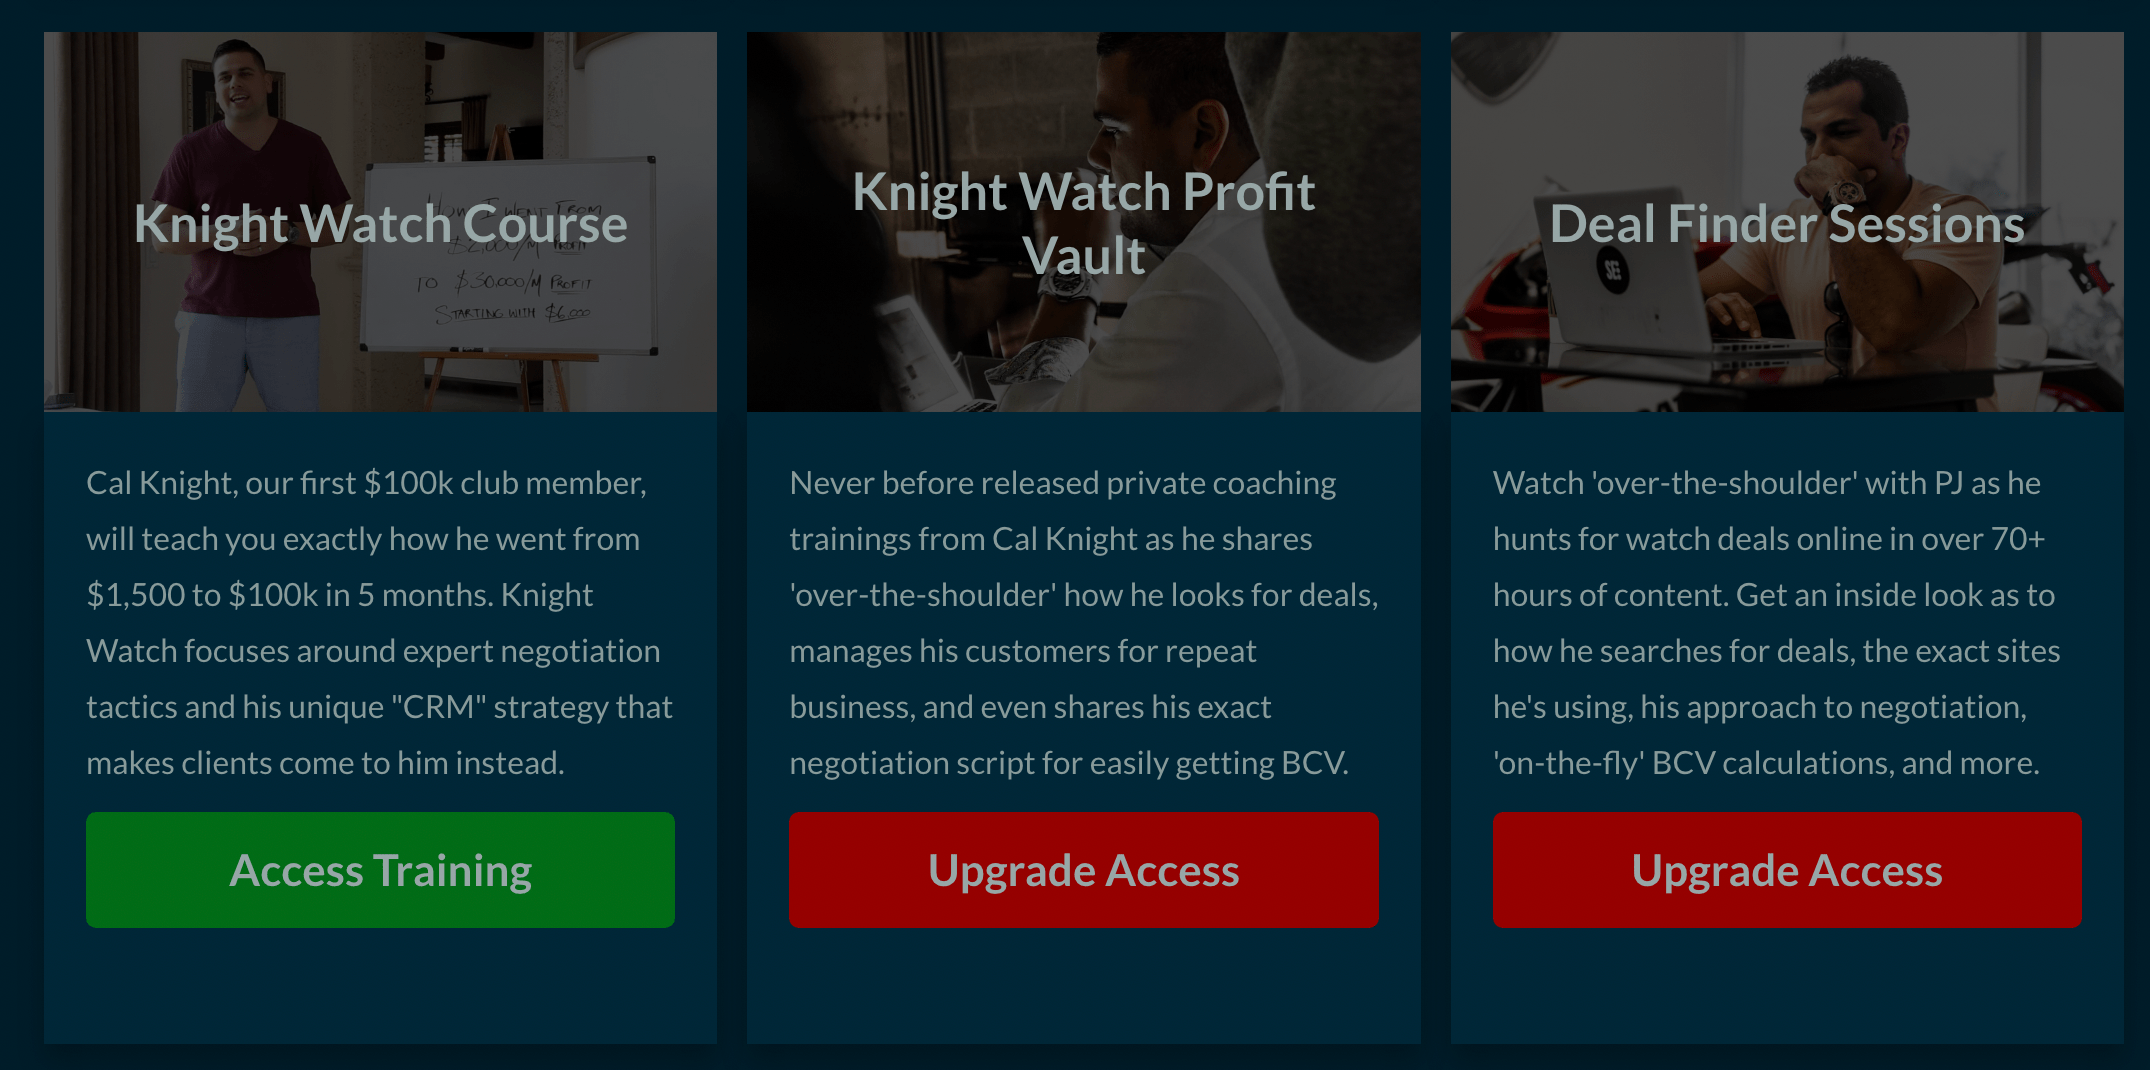 Knight Watch Course
HOW I WENT FROM
$2,000/M PROFIT
TO $30,000/M PROFIT
STARTING WITH $6,000
Cal Knight, our first $100k club member,
will teach you exactly how he went from
$1,500 to $100k in 5 months. Knight
Watch focuses around expert negotiation
tactics and his unique "CRM" strategy that
makes clients come to him instead.
Access Training
Knight Watch Profit
Vault
Never before released private coaching
trainings from Cal Knight as he shares
'over-the-shoulder' how he looks for deals,
manages his customers for repeat
business, and even shares his exact
negotiation script for easily getting BCV.
Upgrade Access
Deal Finder Sessions
SE
Watch 'over-the-shoulder' with PJ as he
hunts for watch deals online in over 70+
hours of content. Get an inside look as to
how he searches for deals, the exact sites
he's using, his approach to negotiation,
'on-the-fly' BCV calculations, and more.
Upgrade Access